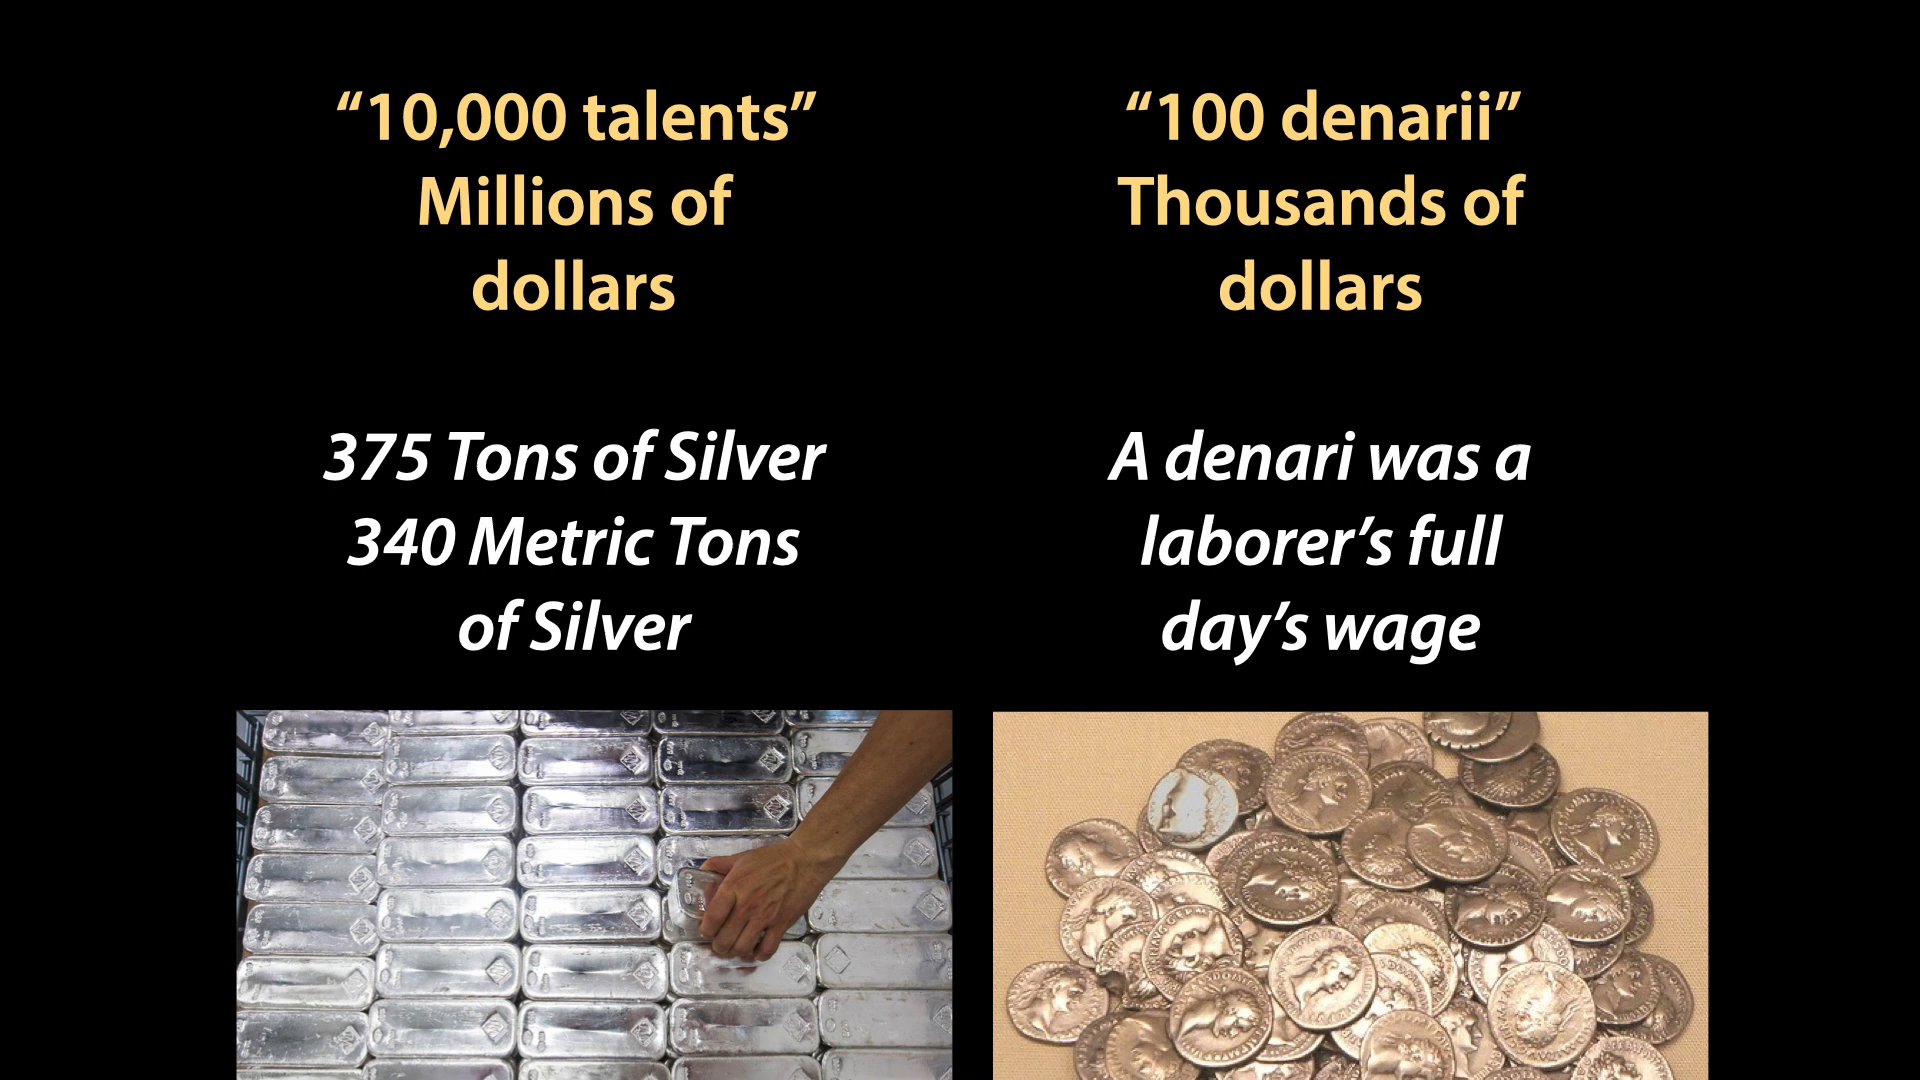 “10,000 talents”
Millions of
dollars
375 Tons of Silver
340 Metric Tons
of Silver
“100 denarii”
Thousands of
dollars
A denari was a
laborer’s full
day’s wage